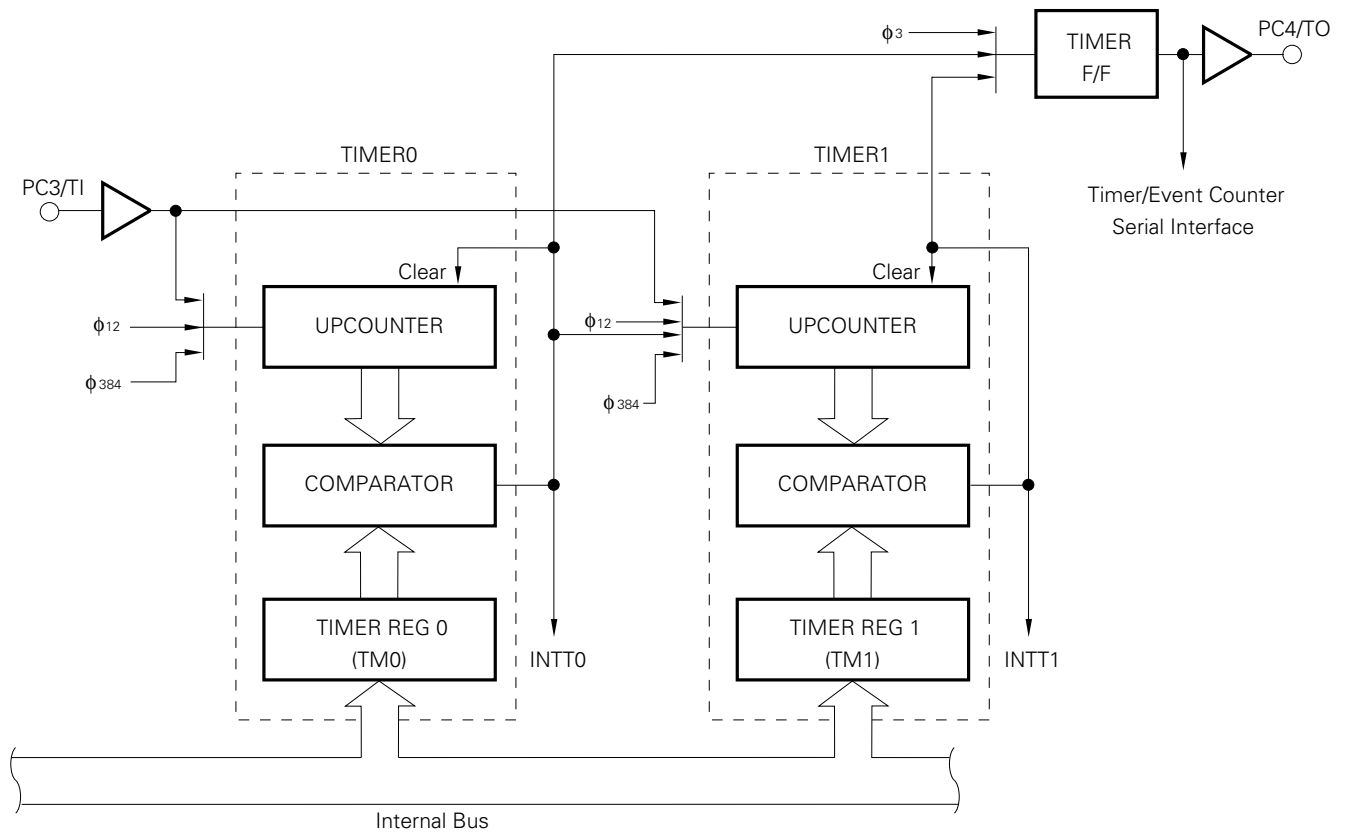 ϕ3
TIMER
F/F
PC4/TO
TIMER0
TIMER1
PC3/TI
Timer/Event Counter
Serial Interface
Clear
Clear
ϕ12
UPCOUNTER
ϕ12
UPCOUNTER
ϕ384
ϕ384
COMPARATOR
COMPARATOR
TIMER REG 0
(TM0)
INTT0
TIMER REG 1
(TM1)
INTT1
Internal Bus